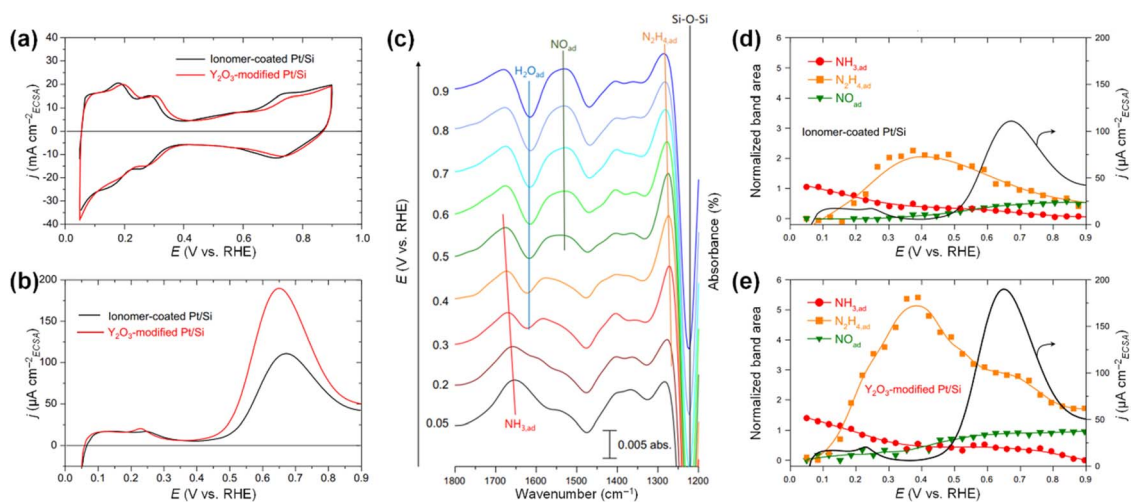 (a)
Ionomer-coated Pt/Si
Y₂O₃-modified Pt/Si
j (mA cm⁻²ECSA)
40
30
20
10
0
-10
-20
-30
-40
0.0 0.2 0.4 0.6 0.8 1.0
E (V vs. RHE)
(b)
Ionomer-coated Pt/Si
Y₂O₃-modified Pt/Si
j (µA cm⁻²ECSA)
200
150
100
50
0
0.0 0.1 0.2 0.3 0.4 0.5 0.6 0.7 0.8 0.9
E (V vs. RHE)
(c)
Si-O-Si
NOad
N₂H₄,ad
H₂Oad
E (V vs. RHE)
0.9
0.8
0.7
0.6
0.5
0.4
0.3
0.2
0.05
NH₃,ad
0.005 abs.
Absorbance (%)
1800 1700 1600 1500 1400 1300 1200
Wavenumber (cm⁻¹)
(d)
NH₃,ad
N₂H₄,ad
NOad
Ionomer-coated Pt/Si
Normalized band area
6
5
4
3
2
1
0
200
150
100
50
0
j (µA cm⁻²ECSA)
0.0 0.1 0.2 0.3 0.4 0.5 0.6 0.7 0.8 0.9
E (V vs. RHE)
(e)
NH₃,ad
N₂H₄,ad
NOad
Y₂O₃-modified Pt/Si
Normalized band area
6
5
4
3
2
1
0
200
150
100
50
0
j (µA cm⁻²ECSA)
0.0 0.1 0.2 0.3 0.4 0.5 0.6 0.7 0.8 0.9
E (V vs. RHE)